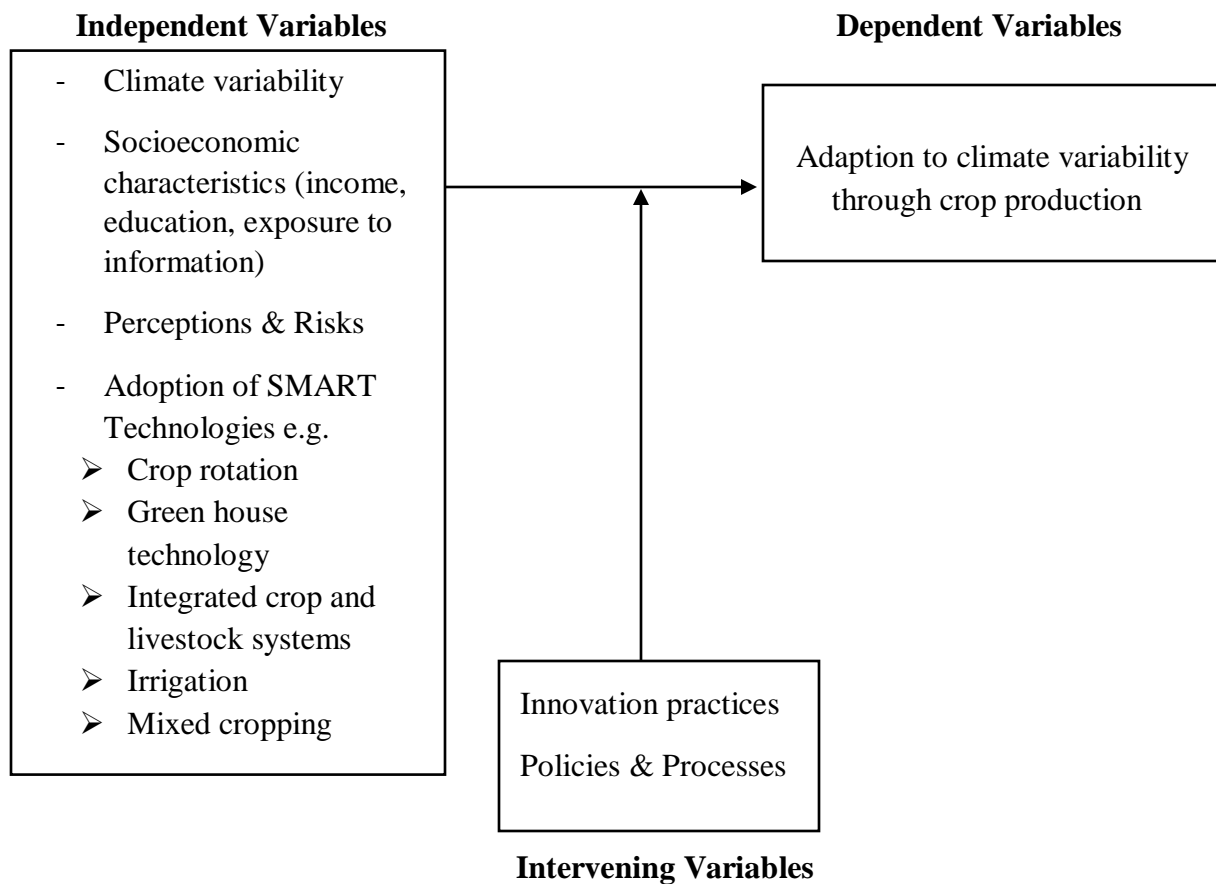 Independent Variables
- Climate variability
- Socioeconomic
characteristics (income,
education, exposure to
information)
- Perceptions & Risks
- Adoption of SMART
Technologies e.g.
➢ Crop rotation
➢ Green house
technology
➢ Integrated crop and
livestock systems
➢ Irrigation
➢ Mixed cropping
Dependent Variables
Adaption to climate variability
through crop production
Innovation practices
Policies & Processes
Intervening Variables